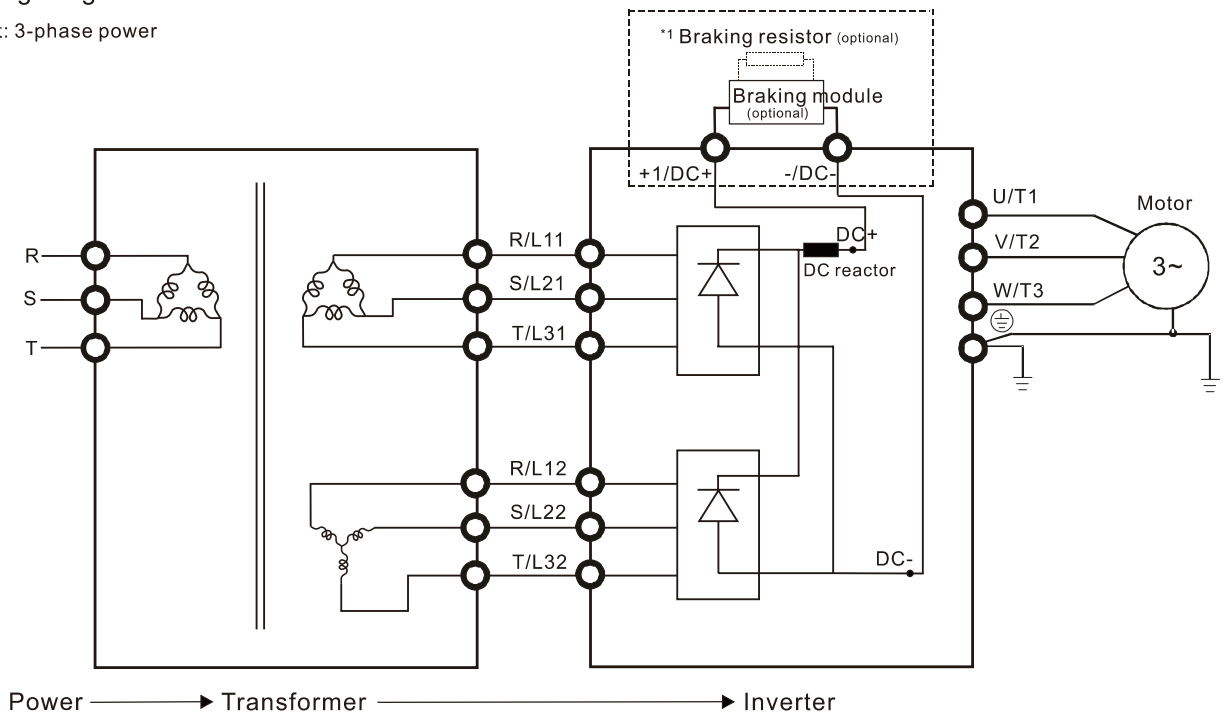 t: 3-phase power
*1 Braking resistor (optional)
Braking module
(optional)
+1/DC+
-/DC-
R
S
T
R/L11
S/L21
T/L31
DC+
DC reactor
U/T1
V/T2
W/T3
Motor
3~
R/L12
S/L22
T/L32
DC-
Power
Transformer
Inverter